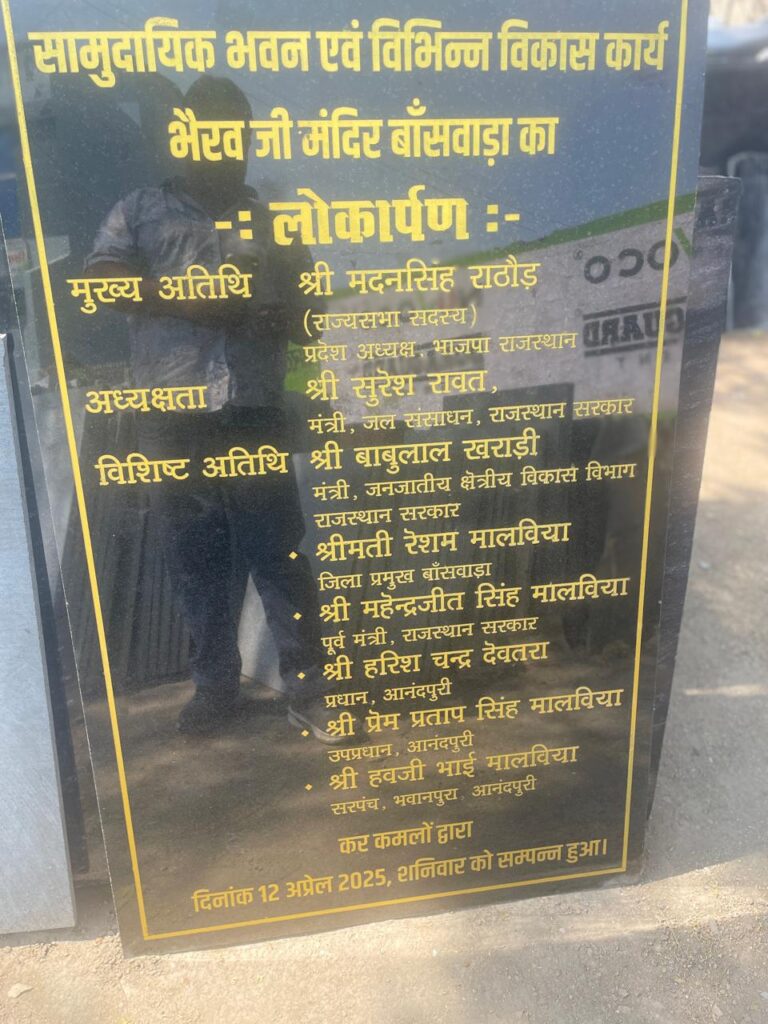 सामुदायिक भवन एवं विभिन्न विकास कार्य
भैरव जी मंदिर बाँसवाड़ा का
-: लोकार्पण :-
मुख्य अतिथि श्री मदनसिंह राठौड़
(राज्यसभा सदस्य)
प्रदेश अध्यक्ष, भाजपा राजस्थान
अध्यक्षता श्री सुरेश रावत,
मंत्री, जल संसाधन, राजस्थान सरकार
विशिष्ट अतिथि श्री बाबुलाल खराड़ी
मंत्री, जनजातीय क्षेत्रीय विकास विभाग
राजस्थान सरकार
श्रीमती रेशम मालविया
जिला प्रमुख बाँसवाड़ा
श्री महेन्द्रजीत सिंह मालविया
पूर्व मंत्री, राजस्थान सरकार
श्री हरिश चन्द्र देवतरा
प्रधान, आनंदपुरी
श्री प्रेम प्रताप सिंह मालविया
उपप्रधान, आनंदपुरी
श्री हवजी भाई मालविया
सरपंच, भवानपुरा, आनंदपुरी
कर कमलों द्वारा
दिनांक 12 अप्रेल 2025, शनिवार को सम्पन्न हुआ।